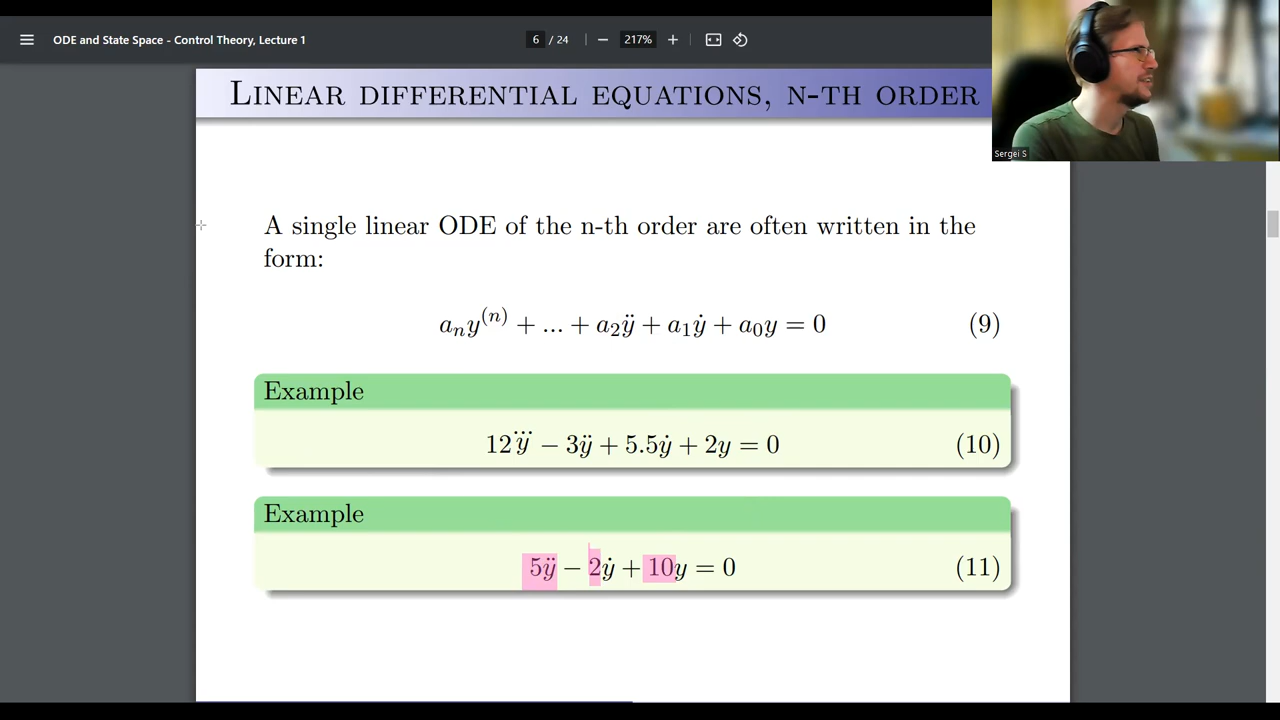 ODE and State Space - Control Theory, Lecture 1
6 / 24
217%
Sergei S
Linear differential equations, n-th order
A single linear ODE of the n-th order are often written in the
form:
aₙy⁽ⁿ⁾ + ... + a₂ÿ + a₁ẏ + a₀y = 0 (9)
Example
12y⃛ − 3ÿ + 5.5ẏ + 2y = 0 (10)
Example
5ÿ − 2ẏ + 10y = 0 (11)